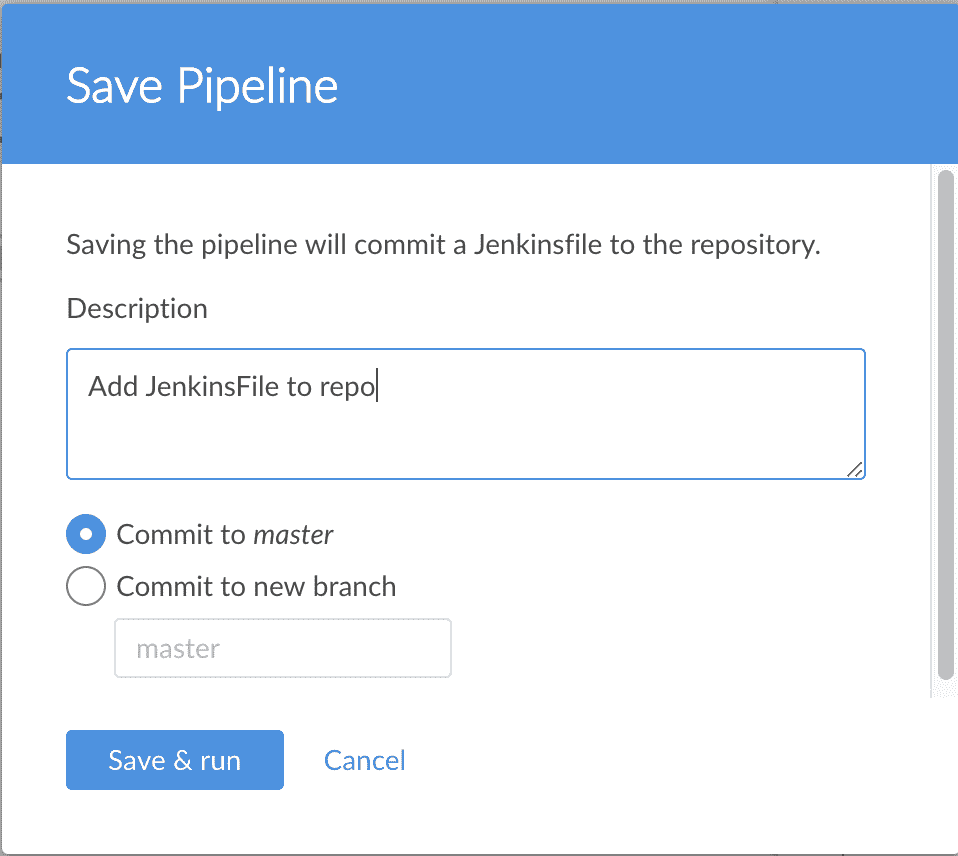 Save Pipeline
Saving the pipeline will commit a Jenkinsfile to the repository.
Description
Add JenkinsFile to repo
Commit to master
Commit to new branch
master
Save & run
Cancel